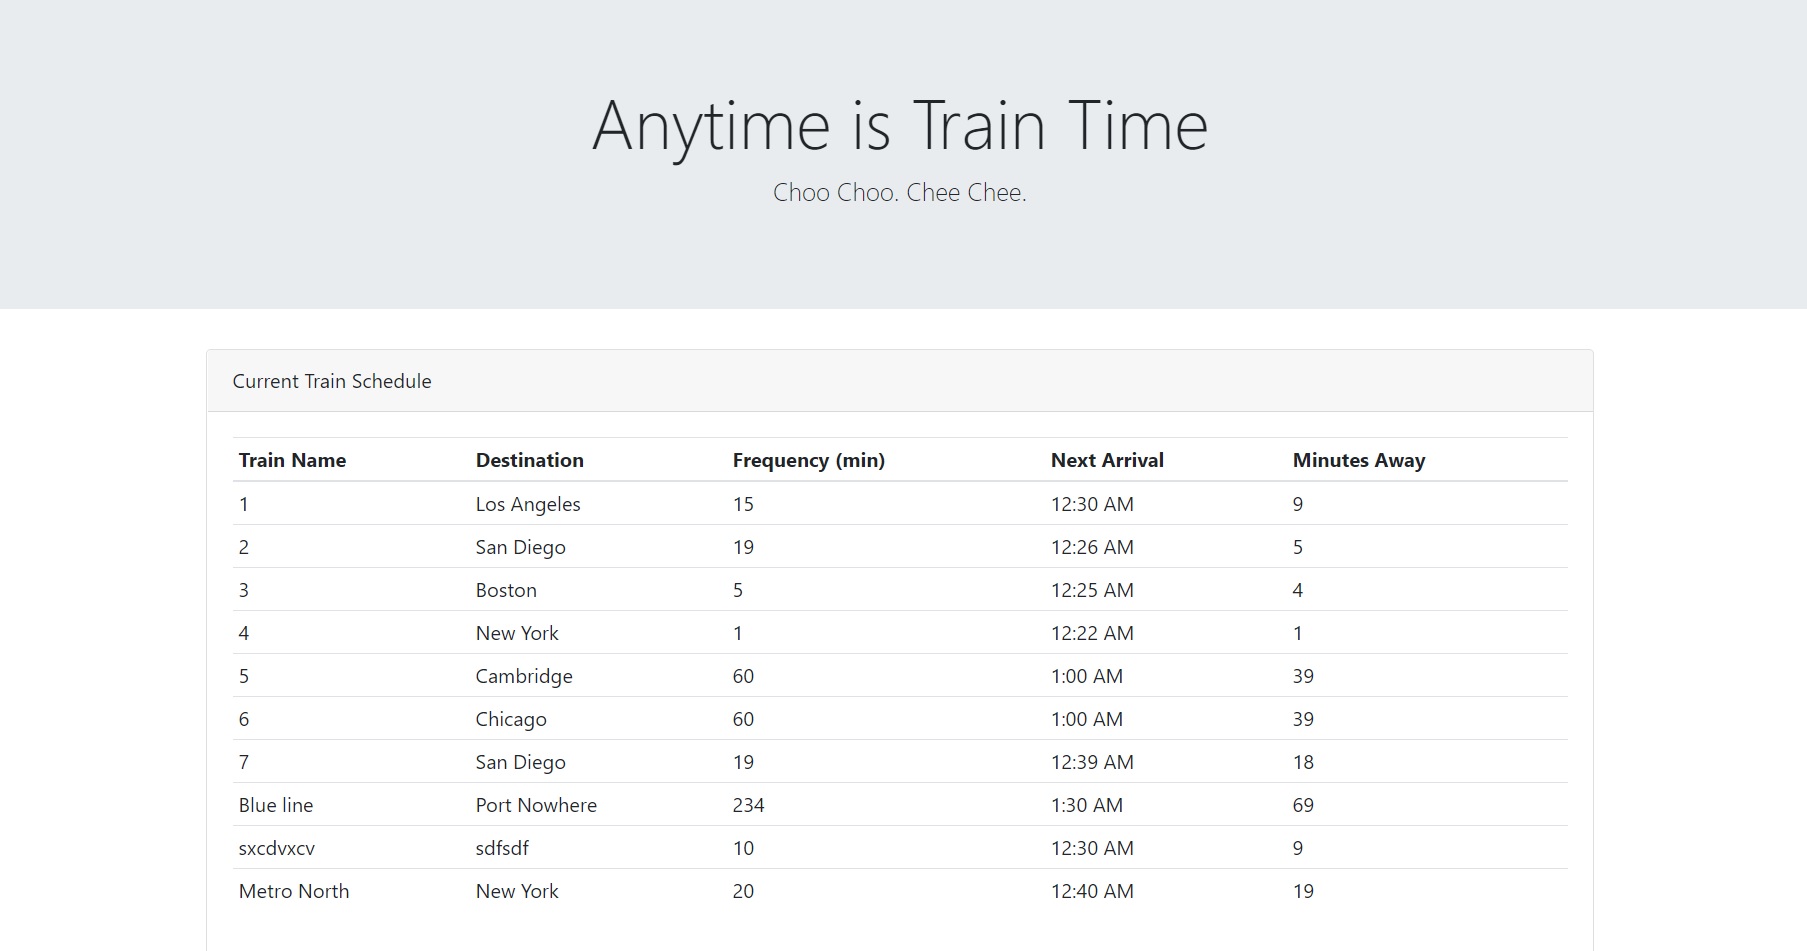 Anytime is Train Time
Choo Choo. Chee Chee.
Current Train Schedule
Train Name Destination Frequency (min) Next Arrival Minutes Away
1 Los Angeles 15 12:30 AM 9
2 San Diego 19 12:26 AM 5
3 Boston 5 12:25 AM 4
4 New York 1 12:22 AM 1
5 Cambridge 60 1:00 AM 39
6 Chicago 60 1:00 AM 39
7 San Diego 19 12:39 AM 18
Blue line Port Nowhere 234 1:30 AM 69
sxcdvxcv sdfsdf 10 12:30 AM 9
Metro North New York 20 12:40 AM 19